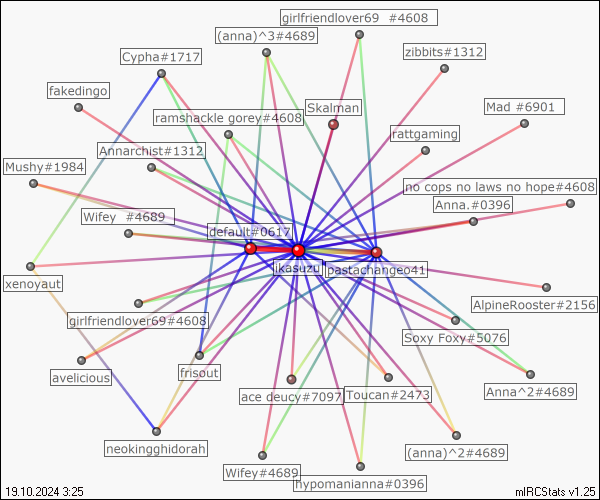 girlfriendlover69 #4608
(anna)^3#4689
Cypha#1717
zibbits#1312
fakedingo
Skalman
Mad #6901
ramshackle gorey#4608
rattgaming
Annarchist#1312
Mushy#1984
no cops no laws no hope#4608
Anna.#0396
Wifey #4689
default#0617
jkasuzu
pastachangeo41
xenoyaut
AlpineRooster#2156
girlfriendlover69#4608
Soxy Foxy#5076
avelicious
frisout
ace deucy#7097
Toucan#2473
Anna^2#4689
neokingghidorah
(anna)^2#4689
Wifey#4689
hypomanianna#0396
19.10.2024 3:25
mIRCStats v1.25